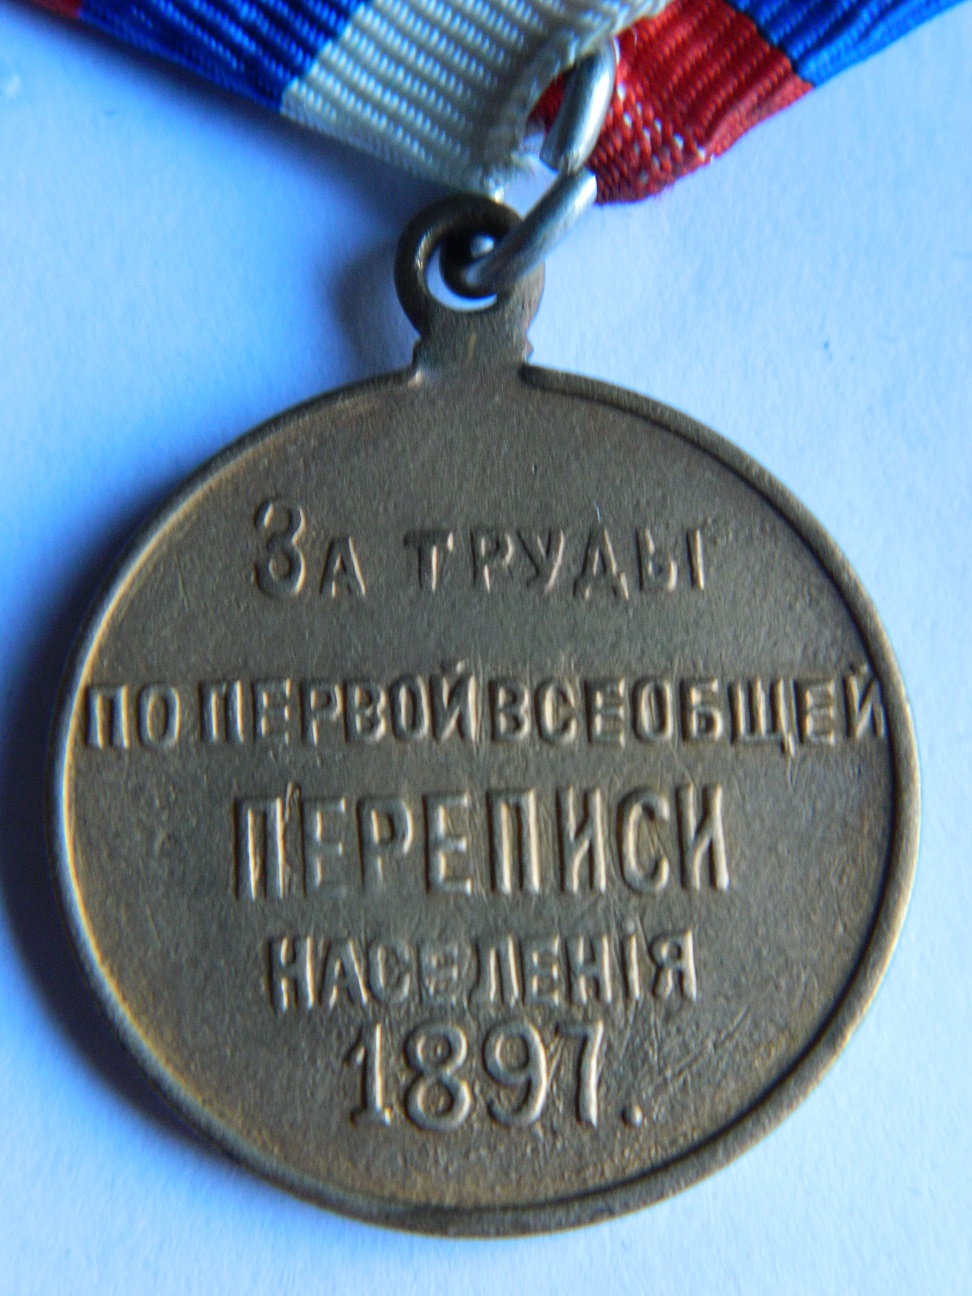 За труды
по первой всеобщей
переписи
населенія
1897.